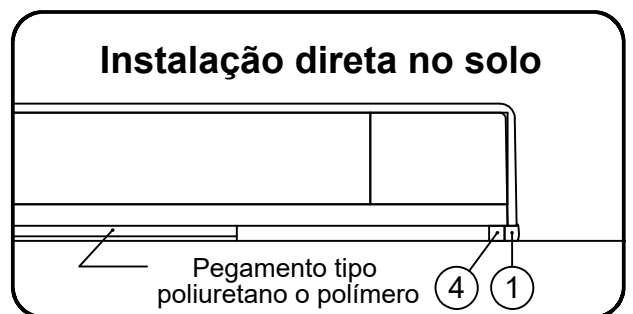 Instalação direta no solo
Pegamento tipo
poliuretano o polímero
4
1